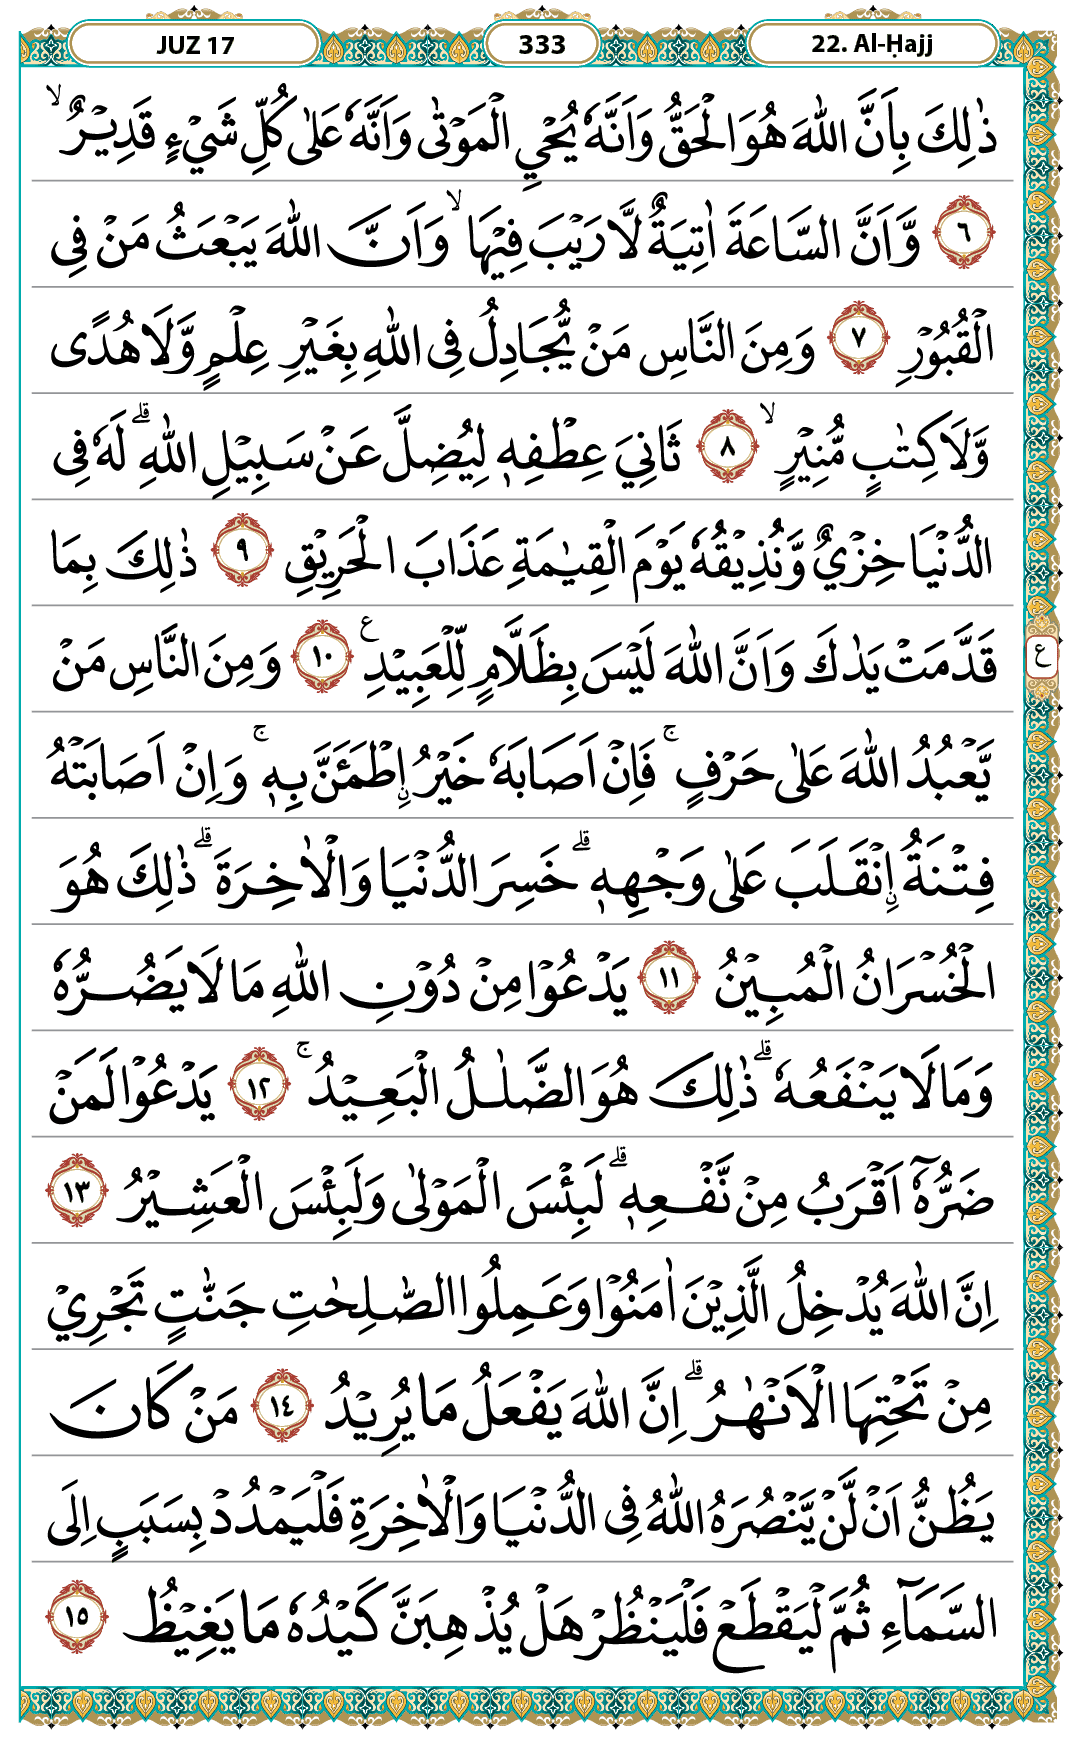 JUZ 17 333 22. Al-Ḥajj
ذٰلِكَ بِاَنَّ اللّٰهَ هُوَ الْحَقُّ وَاَنَّهٗ يُحْيِ الْمَوْتٰى وَاَنَّهٗ عَلٰى كُلِّ شَيْءٍ قَدِيْرٌ ۙ
٦ وَّاَنَّ السَّاعَةَ اٰتِيَةٌ لَّا رَيْبَ فِيْهَا ۙ وَاَنَّ اللّٰهَ يَبْعَثُ مَنْ فِى
الْقُبُوْرِ ٧ وَمِنَ النَّاسِ مَنْ يُّجَادِلُ فِى اللّٰهِ بِغَيْرِ عِلْمٍ وَّلَا هُدًى
وَّلَا كِتٰبٍ مُّنِيْرٍ ۙ ٨ ثَانِيَ عِطْفِهٖ لِيُضِلَّ عَنْ سَبِيْلِ اللّٰهِ ۗ لَهٗ فِى
الدُّنْيَا خِزْيٌ وَّنُذِيْقُهٗ يَوْمَ الْقِيٰمَةِ عَذَابَ الْحَرِيْقِ ٩ ذٰلِكَ بِمَا
قَدَّمَتْ يَدٰكَ وَاَنَّ اللّٰهَ لَيْسَ بِظَلَّامٍ لِّلْعَبِيْدِ ࣖ ١٠ وَمِنَ النَّاسِ مَنْ
ع
يَّعْبُدُ اللّٰهَ عَلٰى حَرْفٍ ۚ فَاِنْ اَصَابَهٗ خَيْرُ ِۨاطْمَـَٔنَّ بِهٖ ۚ وَاِنْ اَصَابَتْهُ
فِتْنَةُ ِۨانْقَلَبَ عَلٰى وَجْهِهٖ ۗ خَسِرَ الدُّنْيَا وَالْاٰخِرَةَ ۗ ذٰلِكَ هُوَ
الْخُسْرَانُ الْمُبِيْنُ ١١ يَدْعُوْا مِنْ دُوْنِ اللّٰهِ مَا لَا يَضُرُّهٗ
وَمَا لَا يَنْفَعُهٗ ۗ ذٰلِكَ هُوَ الضَّلٰلُ الْبَعِيْدُ ۚ ١٢ يَدْعُوْا لَمَنْ
ضَرُّهٗٓ اَقْرَبُ مِنْ نَّفْعِهٖ ۗ لَبِئْسَ الْمَوْلٰى وَلَبِئْسَ الْعَشِيْرُ ١٣
اِنَّ اللّٰهَ يُدْخِلُ الَّذِيْنَ اٰمَنُوْا وَعَمِلُوا الصّٰلِحٰتِ جَنّٰتٍ تَجْرِيْ
مِنْ تَحْتِهَا الْاَنْهٰرُ ۗ اِنَّ اللّٰهَ يَفْعَلُ مَا يُرِيْدُ ١٤ مَنْ كَانَ
يَظُنُّ اَنْ لَّنْ يَّنْصُرَهُ اللّٰهُ فِى الدُّنْيَا وَالْاٰخِرَةِ فَلْيَمْدُدْ بِسَبَبٍ اِلَى
السَّمَاۤءِ ثُمَّ لْيَقْطَعْ فَلْيَنْظُرْ هَلْ يُذْهِبَنَّ كَيْدُهٗ مَا يَغِيْظُ ١٥